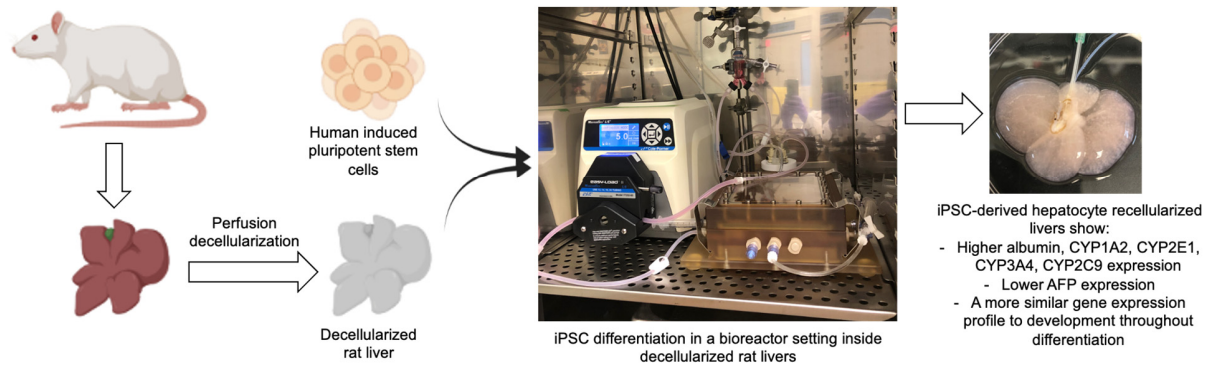 Human induced
pluripotent stem
cells
Perfusion
decellularization
Decellularized
rat liver
5.0
iPSC differentiation in a bioreactor setting inside
decellularized rat livers
iPSC-derived hepatocyte recellularized
livers show:
- Higher albumin, CYP1A2, CYP2E1,
CYP3A4, CYP2C9 expression
- Lower AFP expression
- A more similar gene expression
profile to development throughout
differentiation